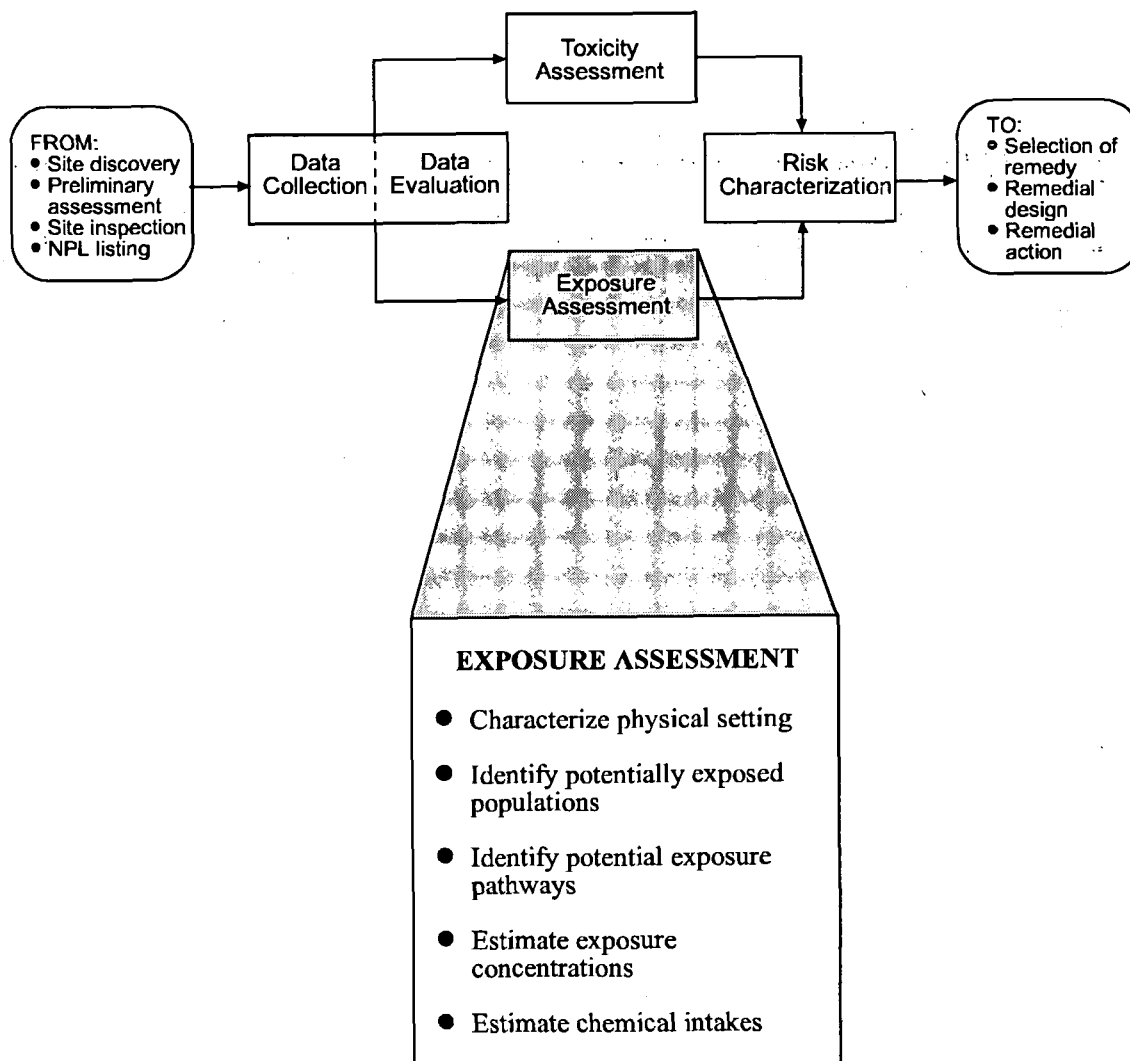 Toxicity
Assessment
FROM:
● Site discovery
● Preliminary
assessment
● Site inspection
● NPL listing
Data
Collection
Data
Evaluation
Risk
Characterization
TO:
● Selection of
remedy
● Remedial
design
● Remedial
action
Exposure
Assessment
EXPOSURE ASSESSMENT
● Characterize physical setting
● Identify potentially exposed
populations
● Identify potential exposure
pathways
● Estimate exposure
concentrations
● Estimate chemical intakes